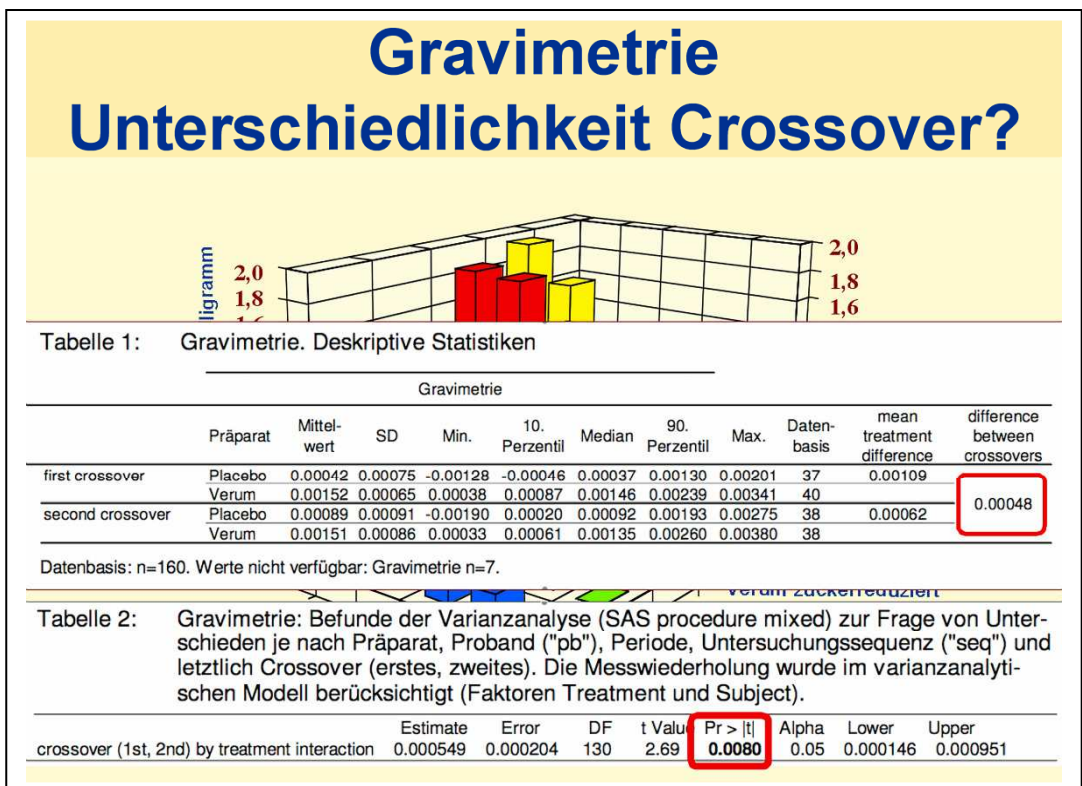 Gravimetrie
Unterschiedlichkeit Crossover?
ligramm
2,0
1,8
2,0
1,8
1,6
Tabelle 1: Gravimetrie. Deskriptive Statistiken
Gravimetrie
Präparat Mittel-wert SD Min. 10. Perzentil Median 90. Perzentil Max. Daten-basis mean treatment difference difference between crossovers
first crossover Placebo 0.00042 0.00075 -0.00128 -0.00046 0.00037 0.00130 0.00201 37 0.00109
Verum 0.00152 0.00065 0.00038 0.00087 0.00146 0.00239 0.00341 40
0.00048
second crossover Placebo 0.00089 0.00091 -0.00190 0.00020 0.00092 0.00193 0.00275 38 0.00062
Verum 0.00151 0.00086 0.00033 0.00061 0.00135 0.00260 0.00380 38
Datenbasis: n=160. Werte nicht verfügbar: Gravimetrie n=7.
Verum zuckerreduziert
Tabelle 2: Gravimetrie: Befunde der Varianzanalyse (SAS procedure mixed) zur Frage von Unter-
schieden je nach Präparat, Proband ("pb"), Periode, Untersuchungssequenz ("seq") und
letztlich Crossover (erstes, zweites). Die Messwiederholung wurde im varianzanalyti-
schen Modell berücksichtigt (Faktoren Treatment und Subject).
Estimate Error DF t Value Pr > |t| Alpha Lower Upper
crossover (1st, 2nd) by treatment interaction 0.000549 0.000204 130 2.69 0.0080 0.05 0.000146 0.000951